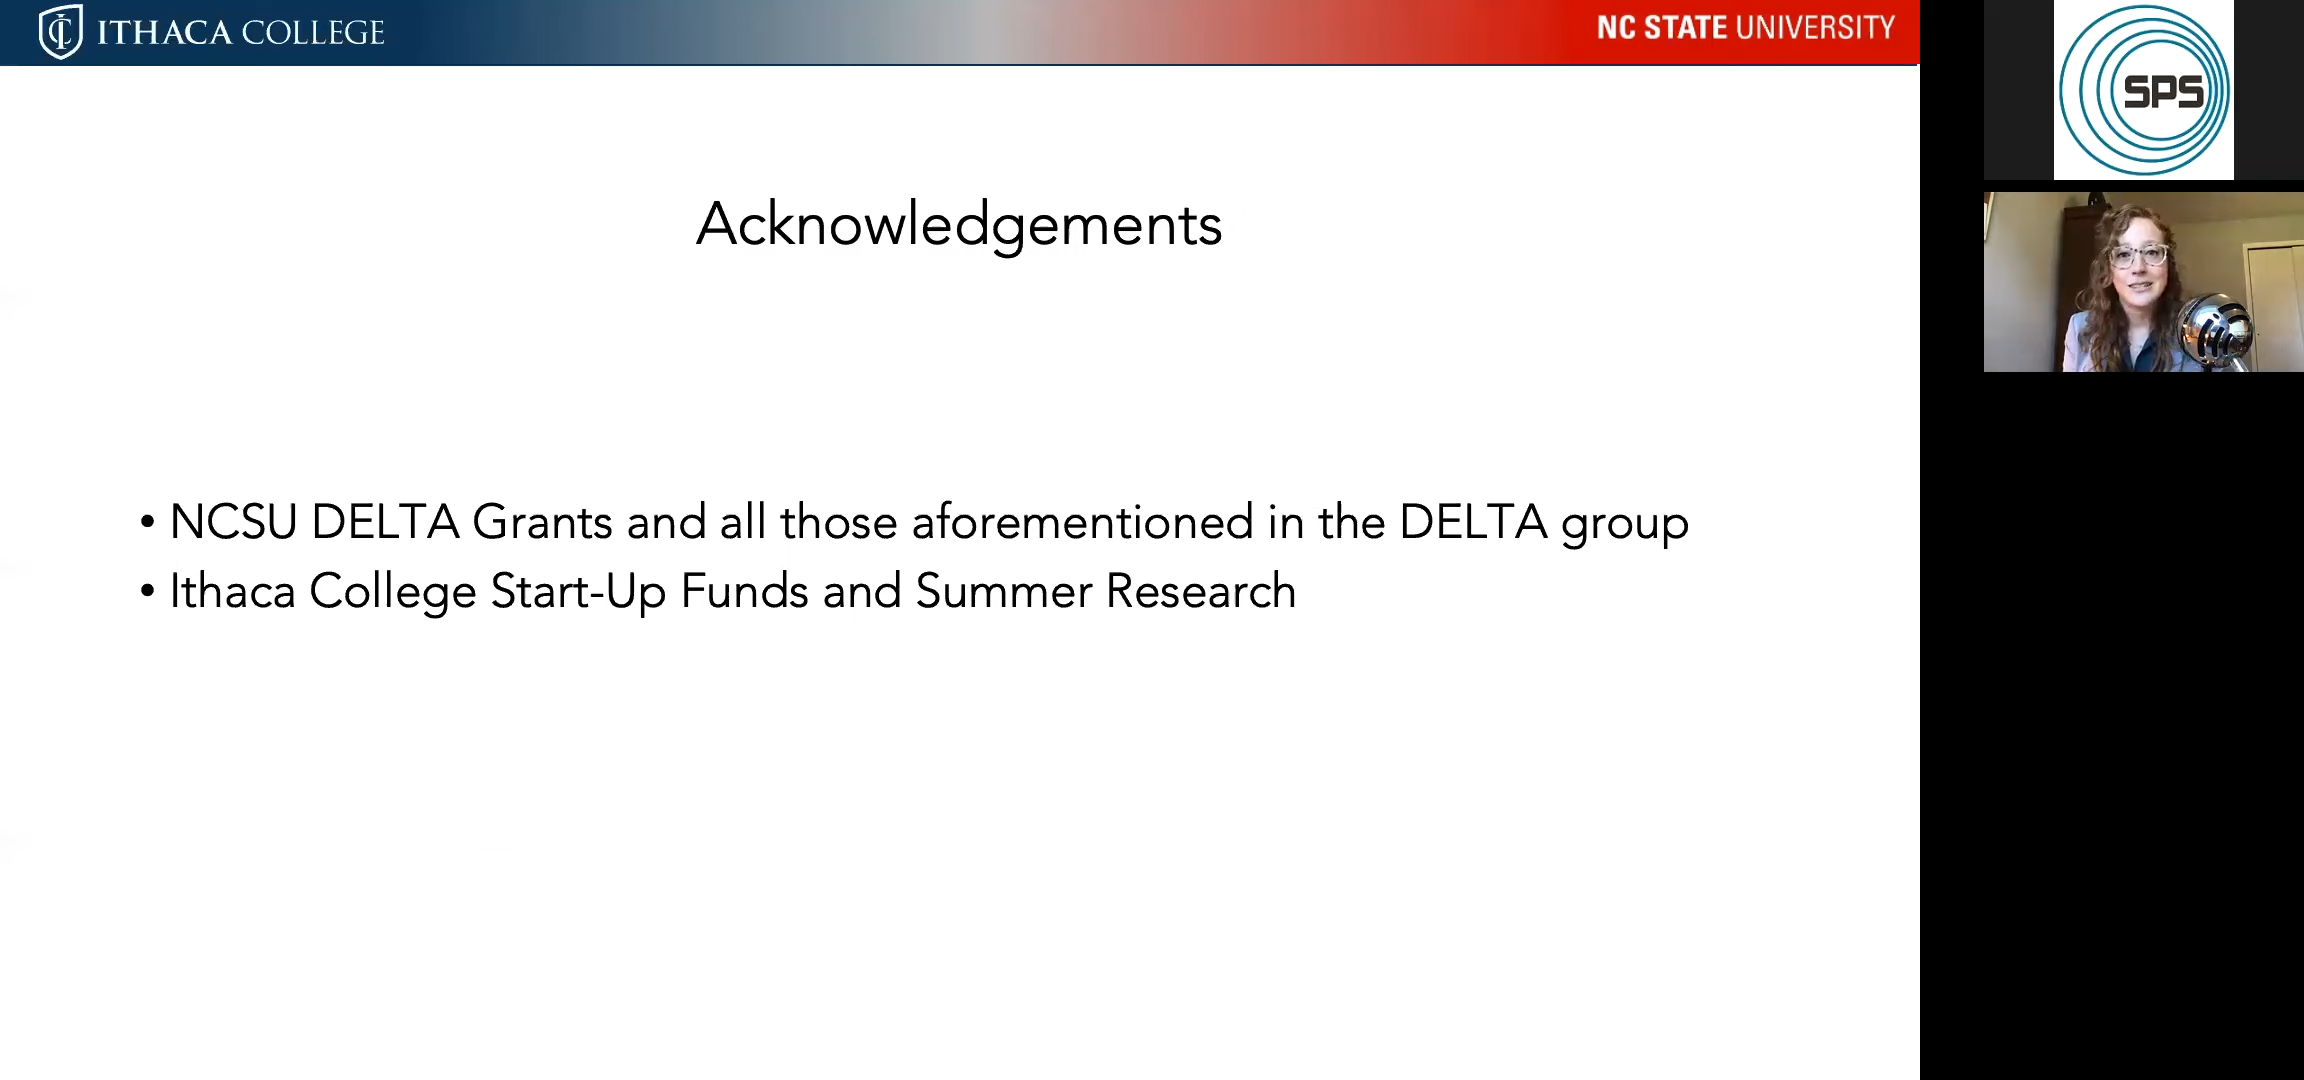 ITHACA COLLEGE
NC STATE UNIVERSITY
SPS
Acknowledgements
• NCSU DELTA Grants and all those aforementioned in the DELTA group
• Ithaca College Start-Up Funds and Summer Research